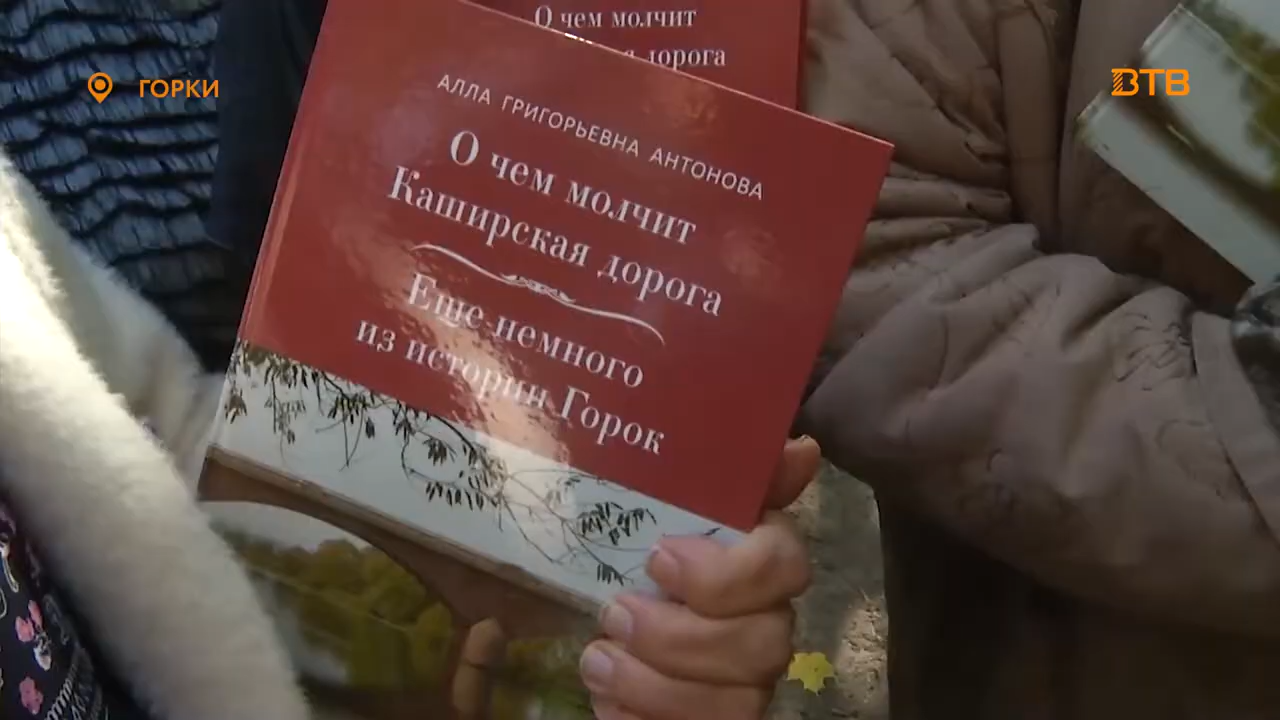 О чем молчит
дорога
ГОРКИ
ВТВ
АЛЛА ГРИГОРЬЕВНА АНТОНОВА
О чем молчит
Каширская дорога
Еще немного
из истории Горок